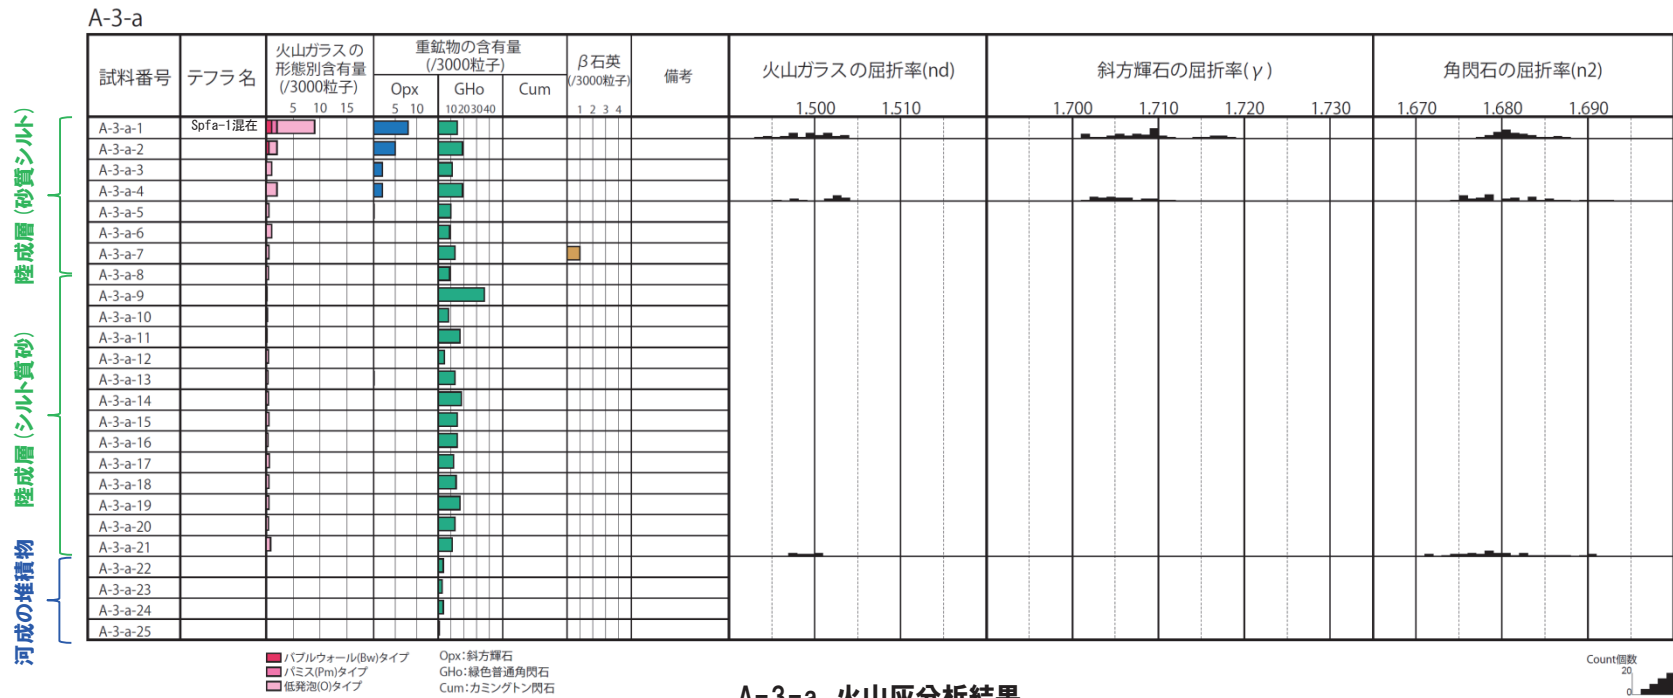 A-3-a
試料番号
テフラ名
火山ガラスの
形態別含有量
(/3000粒子)
5 10 15
重鉱物の含有量
(/3000粒子)
Opx
5 10
GHo
10 20 30 40
Cum
β石英
(/3000粒子)
1 2 3 4
備考
火山ガラスの屈折率(nd)
1.500 1.510
斜方輝石の屈折率(γ)
1.700 1.710 1.720 1.730
角閃石の屈折率(n2)
1.670 1.680 1.690
A-3-a-1 Spfa-1混在
A-3-a-2
A-3-a-3
A-3-a-4
A-3-a-5
A-3-a-6
A-3-a-7
A-3-a-8
A-3-a-9
A-3-a-10
A-3-a-11
A-3-a-12
A-3-a-13
A-3-a-14
A-3-a-15
A-3-a-16
A-3-a-17
A-3-a-18
A-3-a-19
A-3-a-20
A-3-a-21
A-3-a-22
A-3-a-23
A-3-a-24
A-3-a-25
陸成層(砂質シルト)
陸成層(シルト質砂)
河成の堆積物
バブルウォール(Bw)タイプ
パミス(Pm)タイプ
低発泡(O)タイプ
Opx:斜方輝石
GHo:緑色普通角閃石
Cum:カミングトン閃石
A-3-a 火山灰分析結果
Count個数
20
0